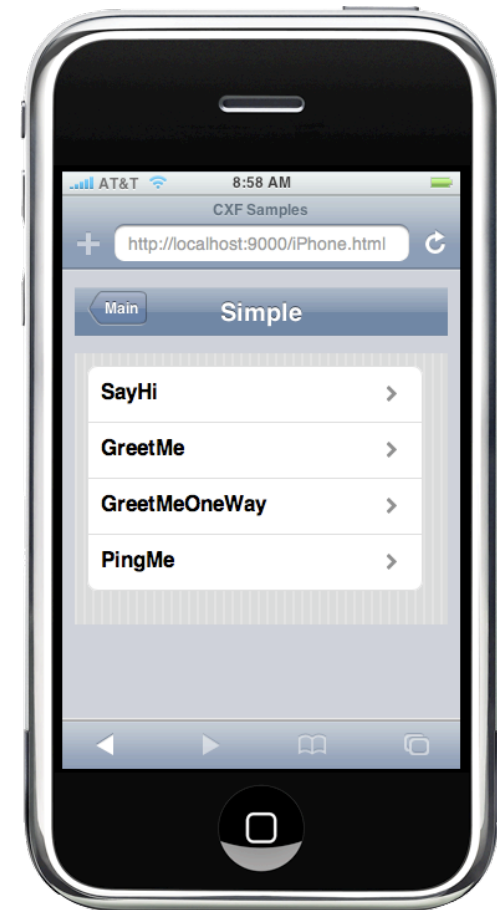 AT&T 8:58 AM
CXF Samples
http://localhost:9000/iPhone.html
Main Simple
SayHi
GreetMe
GreetMeOneWay
PingMe